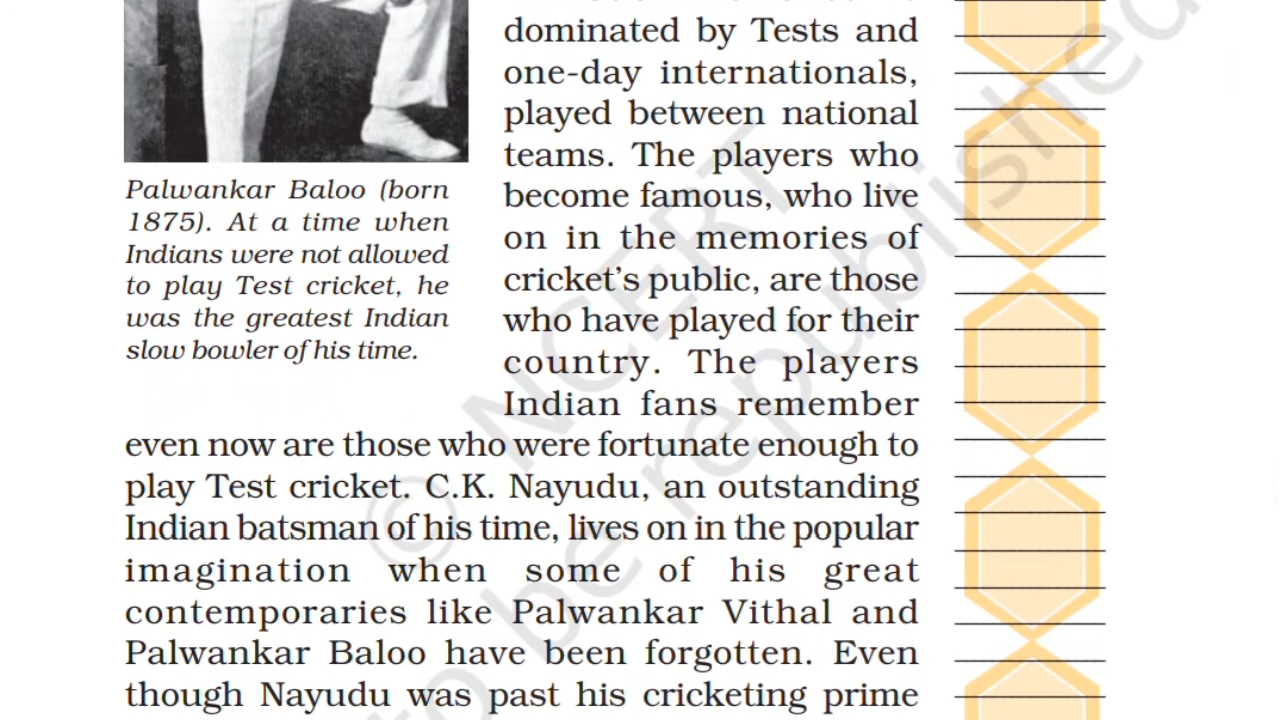 dominated by Tests and
one-day internationals,
played between national
teams. The players who
become famous, who live
on in the memories of
cricket's public, are those
who have played for their
country. The players
Indian fans remember
Palwankar Baloo (born
1875). At a time when
Indians were not allowed
to play Test cricket, he
was the greatest Indian
slow bowler of his time.
even now are those who were fortunate enough to
play Test cricket. C.K. Nayudu, an outstanding
Indian batsman of his time, lives on in the popular
imagination when some of his great
contemporaries like Palwankar Vithal and
Palwankar Baloo have been forgotten. Even
though Nayudu was past his cricketing prime
© NCERT
to be republished